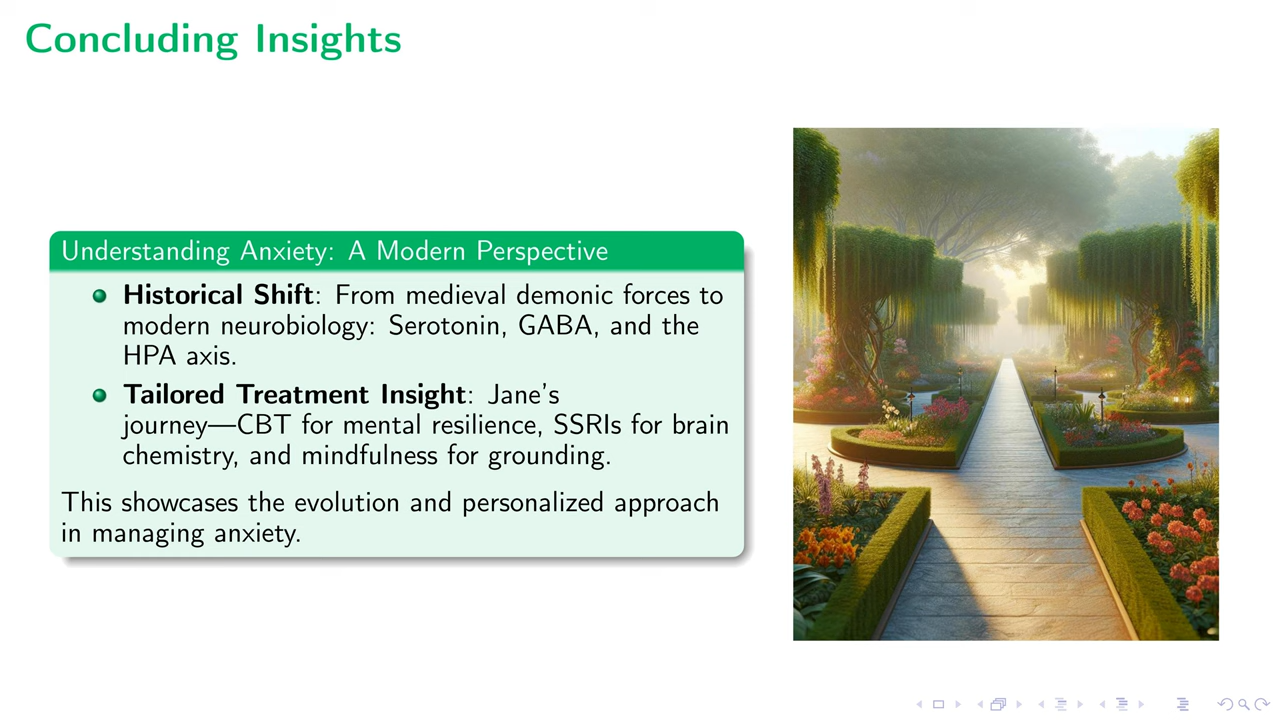 Concluding Insights
Understanding Anxiety: A Modern Perspective
Historical Shift: From medieval demonic forces to
modern neurobiology: Serotonin, GABA, and the
HPA axis.
Tailored Treatment Insight: Jane's
journey—CBT for mental resilience, SSRIs for brain
chemistry, and mindfulness for grounding.
This showcases the evolution and personalized approach
in managing anxiety.